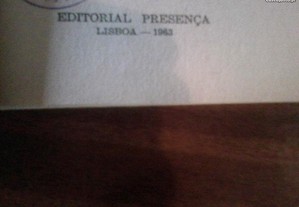 EDITORIAL PRESENÇA
LISBOA — 1963